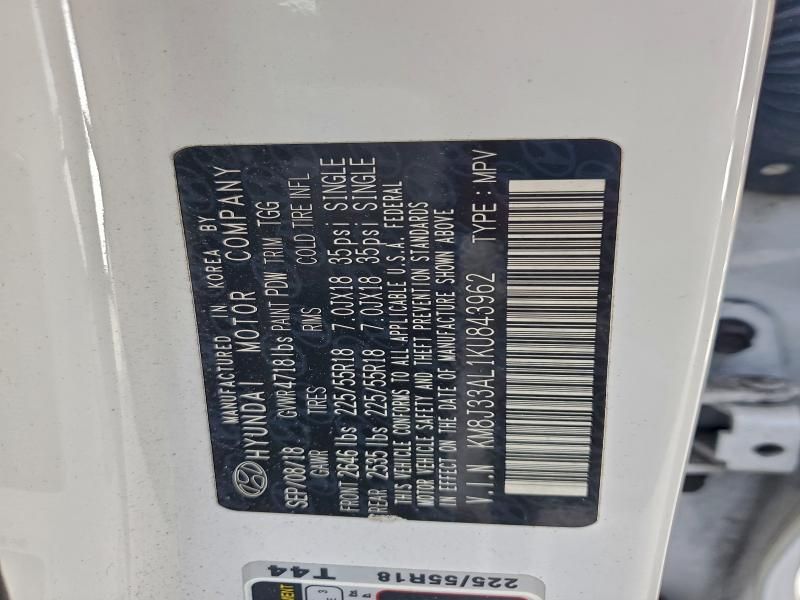 MANUFACTURED IN KOREA BY
HYUNDAI MOTOR COMPANY
SEP/08/18 GVWR 4718 lbs PAINT PDW TRIM TGG
GAWR TIRES RMS COLD TIRE INFL
FRONT 2646 lbs 225/55R18 7.0JX18 35psi SINGLE
REAR 2535 lbs 225/55R18 7.0JX18 35psi SINGLE
THIS VEHICLE CONFORMS TO ALL APPLICABLE U.S.A. FEDERAL
MOTOR VEHICLE SAFETY AND THEFT PREVENTION STANDARDS
IN EFFECT ON THE DATE OF MANUFACTURE SHOWN ABOVE
V.I.N KM8J33AL1KU843962 TYPE : MPV
T44
225/55R18